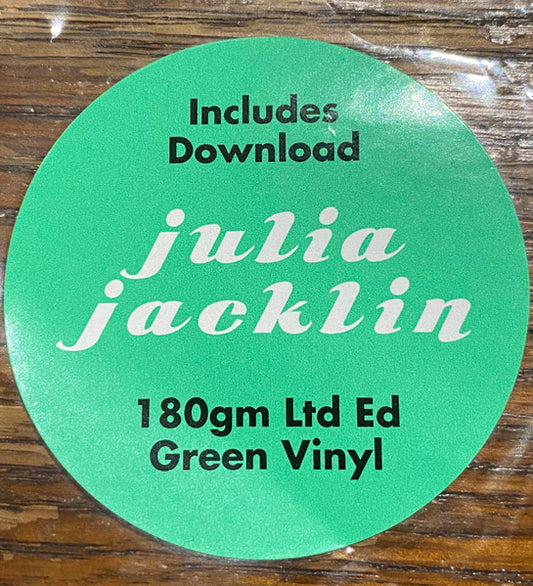 Includes
Download
julia
jacklin
180gm Ltd Ed
Green Vinyl